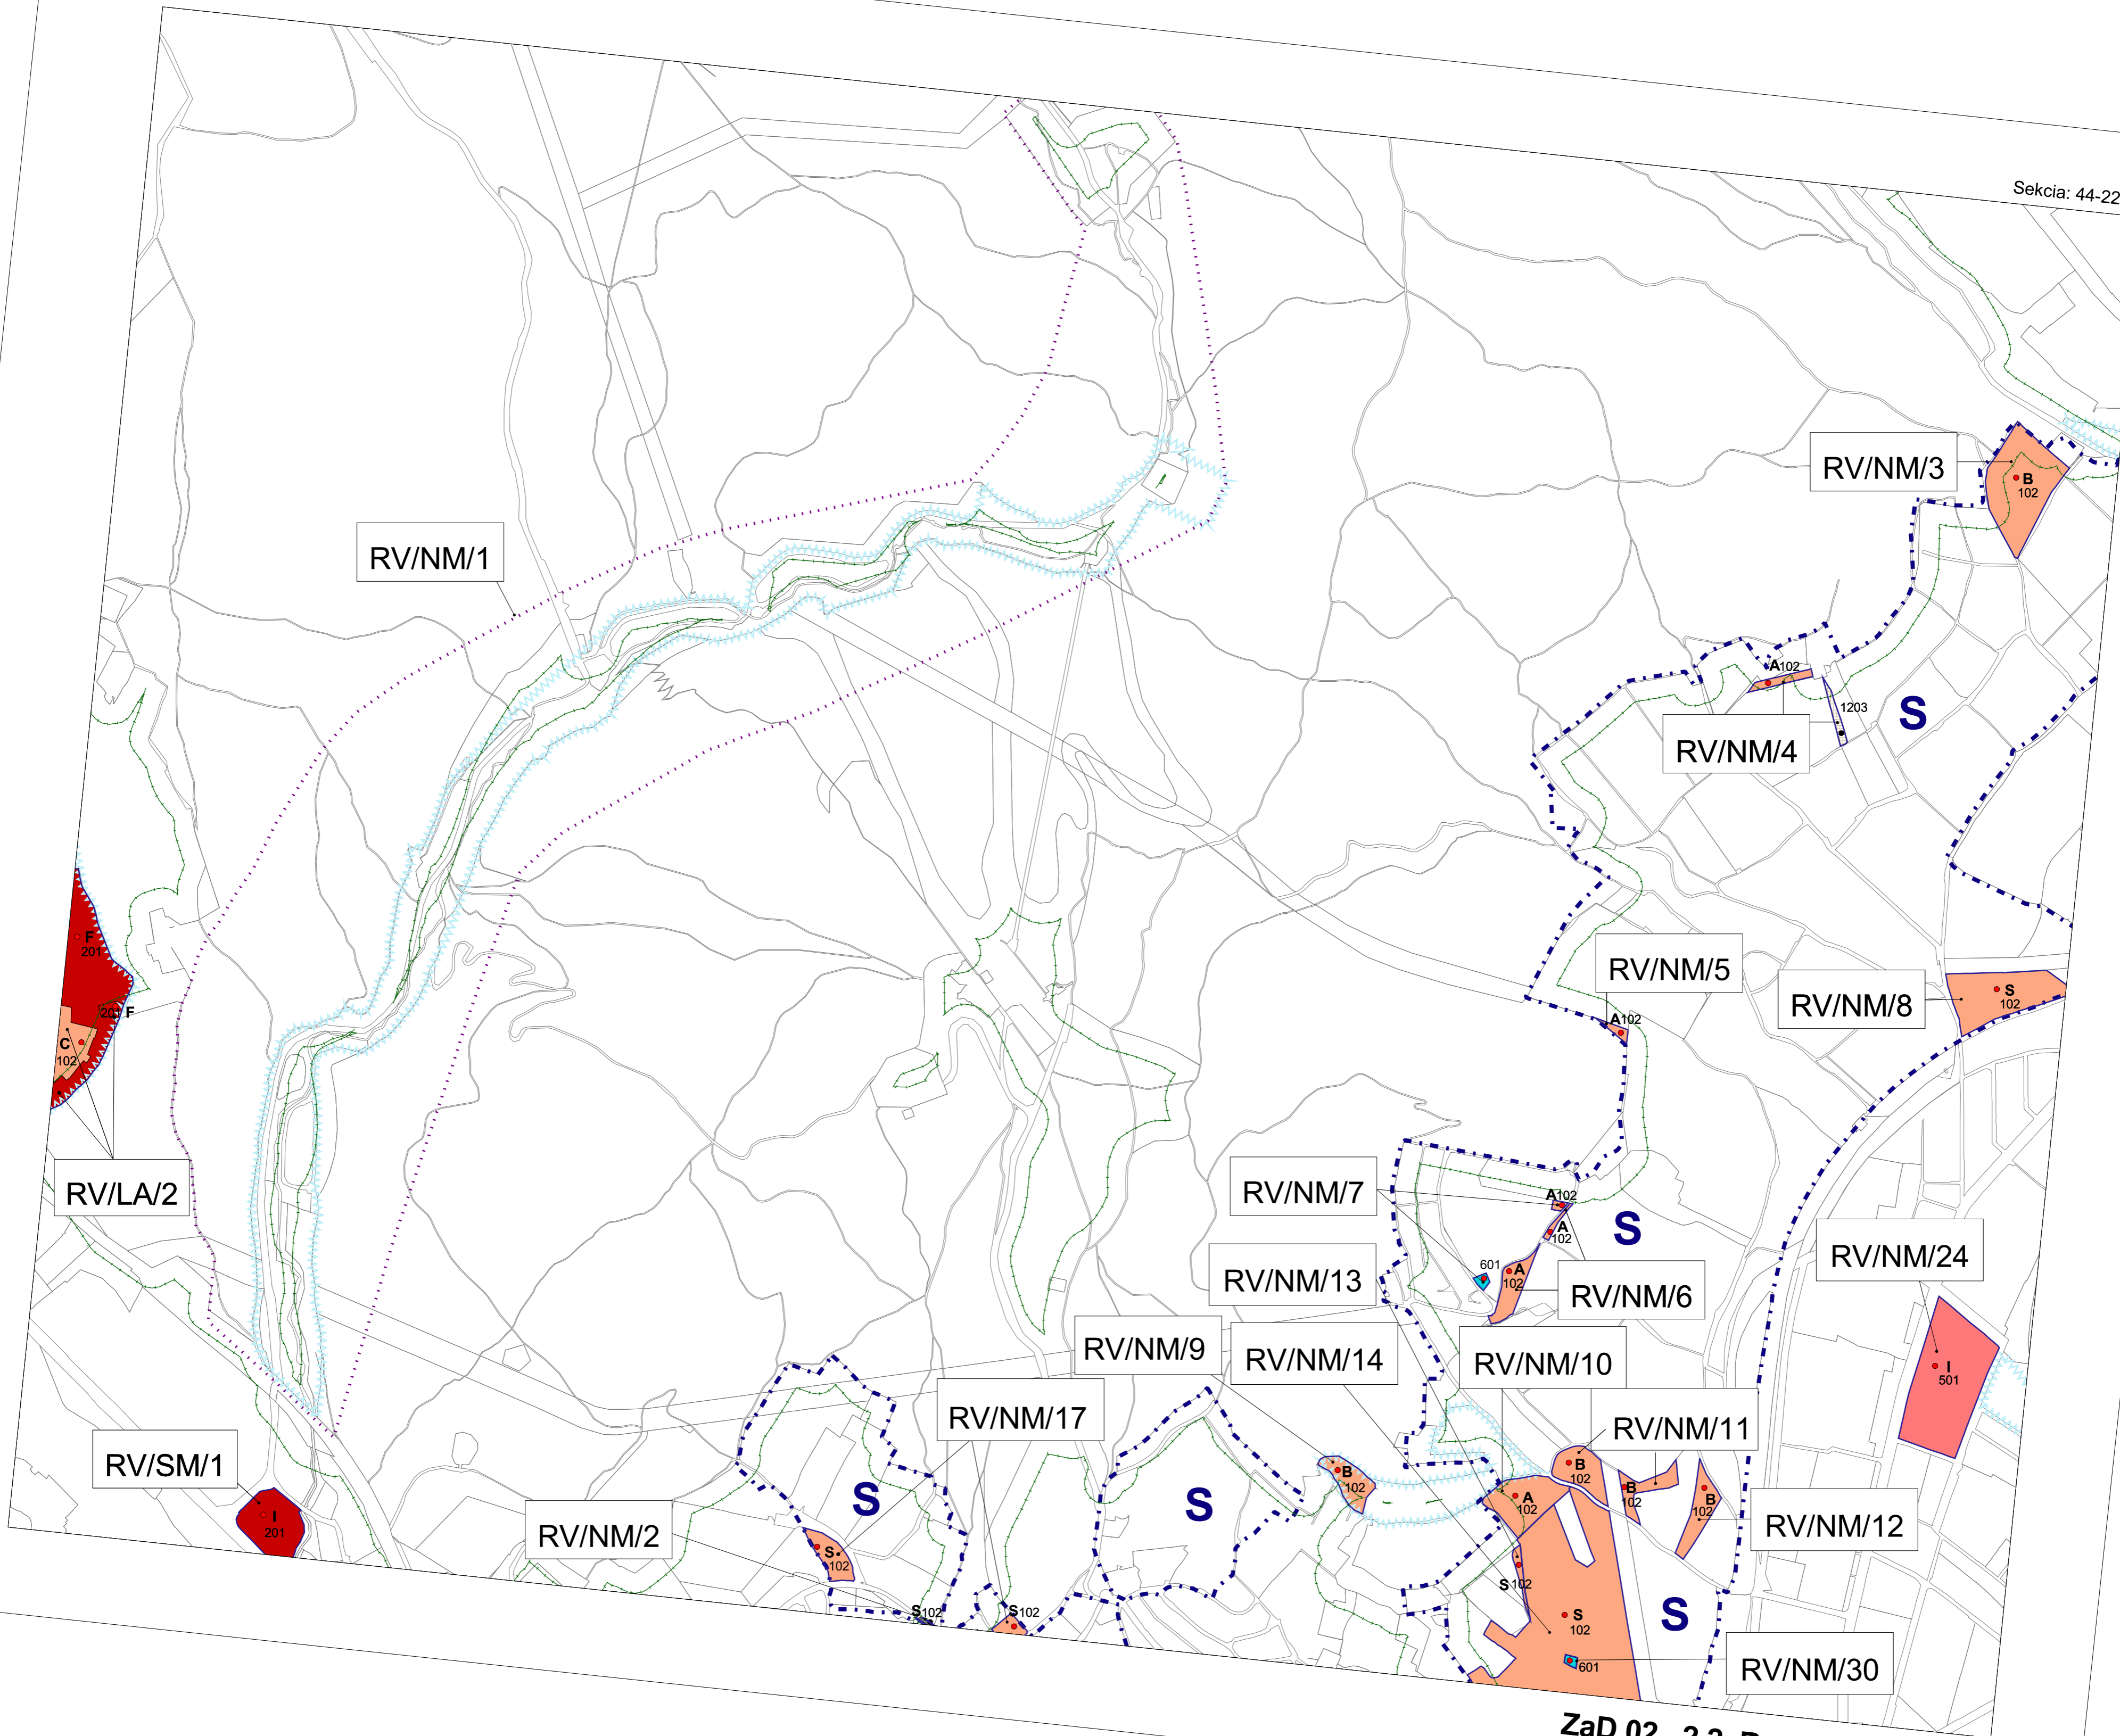 Sekcia: 44-22
RV/NM/3
B
102
RV/NM/1
A102
1203
S
RV/NM/4
F
201
RV/NM/5
S
102
RV/NM/8
201 F
A102
C
102
RV/LA/2
RV/NM/7
A102
A
102
S
RV/NM/24
RV/NM/13
601
A
102
RV/NM/6
RV/NM/9
RV/NM/14
RV/NM/10
I
501
RV/NM/17
RV/NM/11
RV/SM/1
B
102
B
102
B
102
A
102
B
102
S
S
I
201
RV/NM/2
S
102
RV/NM/12
S102
S102
S102
S
102
S
601
RV/NM/30
ZaD 02